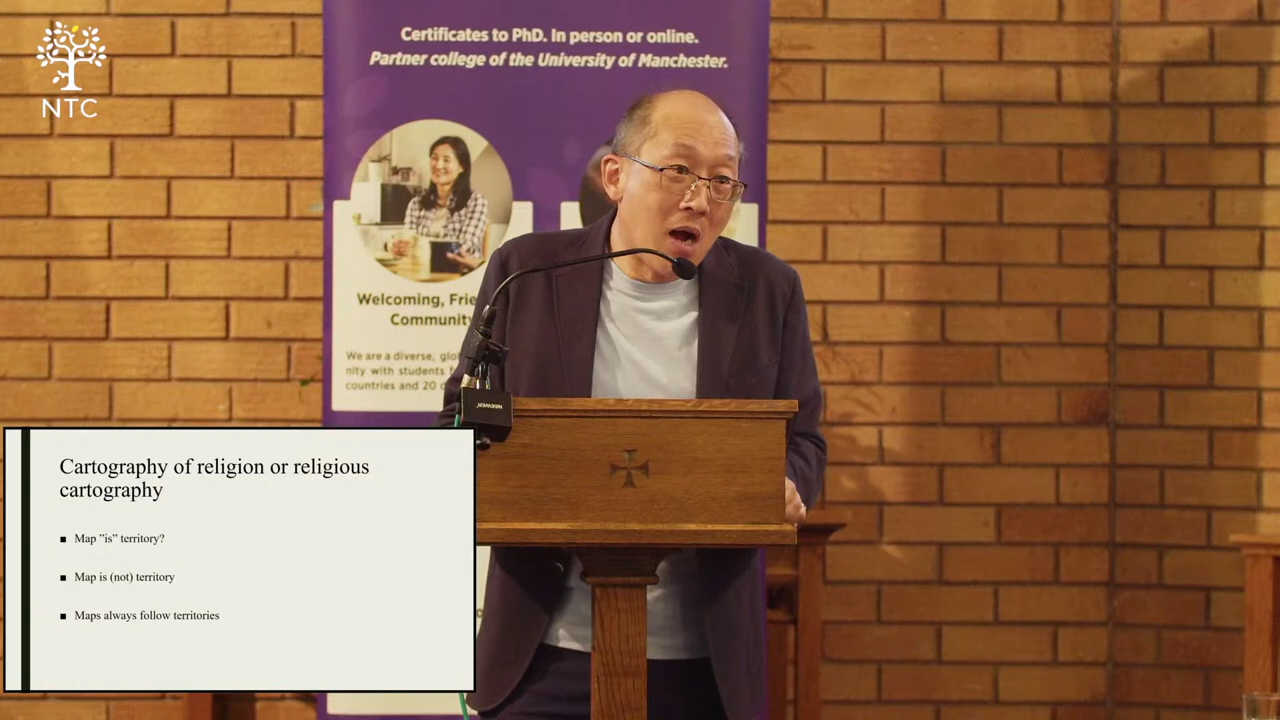 NTC
Certificates to PhD. In person or online.
Partner college of the University of Manchester.
Welcoming,
Community
We are a diverse,
nity with students
countries and 20
NEEWER
Cartography of religion or religious
cartography
■ Map ”is” territory?
■ Map is (not) territory
■ Maps always follow territories